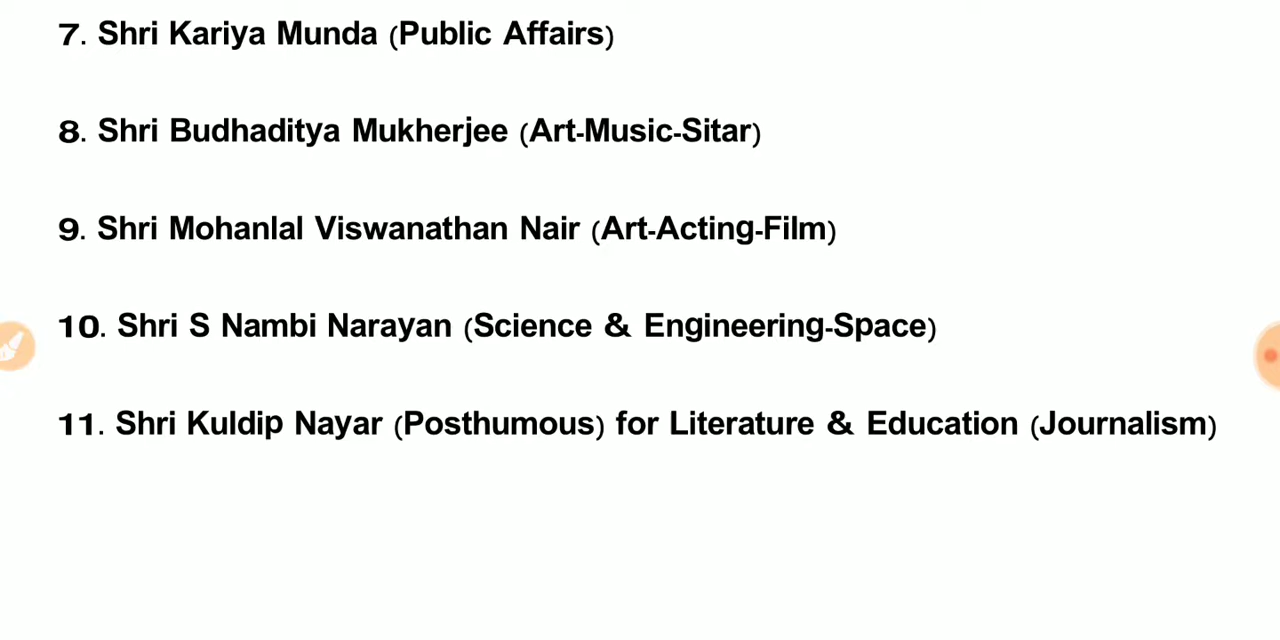 7. Shri Kariya Munda (Public Affairs)
8. Shri Budhaditya Mukherjee (Art-Music-Sitar)
9. Shri Mohanlal Viswanathan Nair (Art-Acting-Film)
10. Shri S Nambi Narayan (Science & Engineering-Space)
11. Shri Kuldip Nayar (Posthumous) for Literature & Education (Journalism)